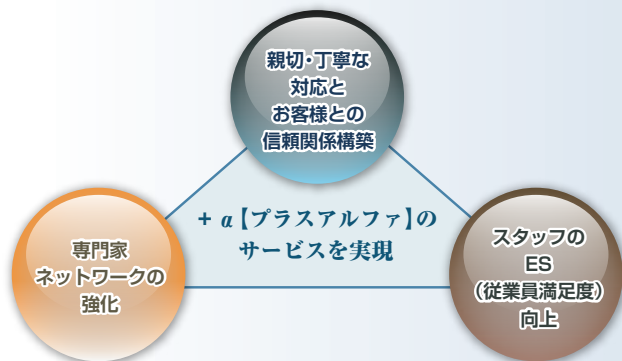 親切・丁寧な
対応と
お客様との
信頼関係構築
+α【プラスアルファ】の
サービスを実現
専門家
ネットワークの
強化
スタッフの
ES
（従業員満足度）
向上